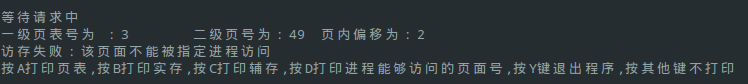 等待请求中
一级页表号为 ：3 二级页号为：49 页内偏移为：2
访存失败：该页面不能被指定进程访问
按A打印页表,按B打印实存,按C打印辅存,按D打印进程能够访问的页面号,按Y键退出程序,按其他键不打印